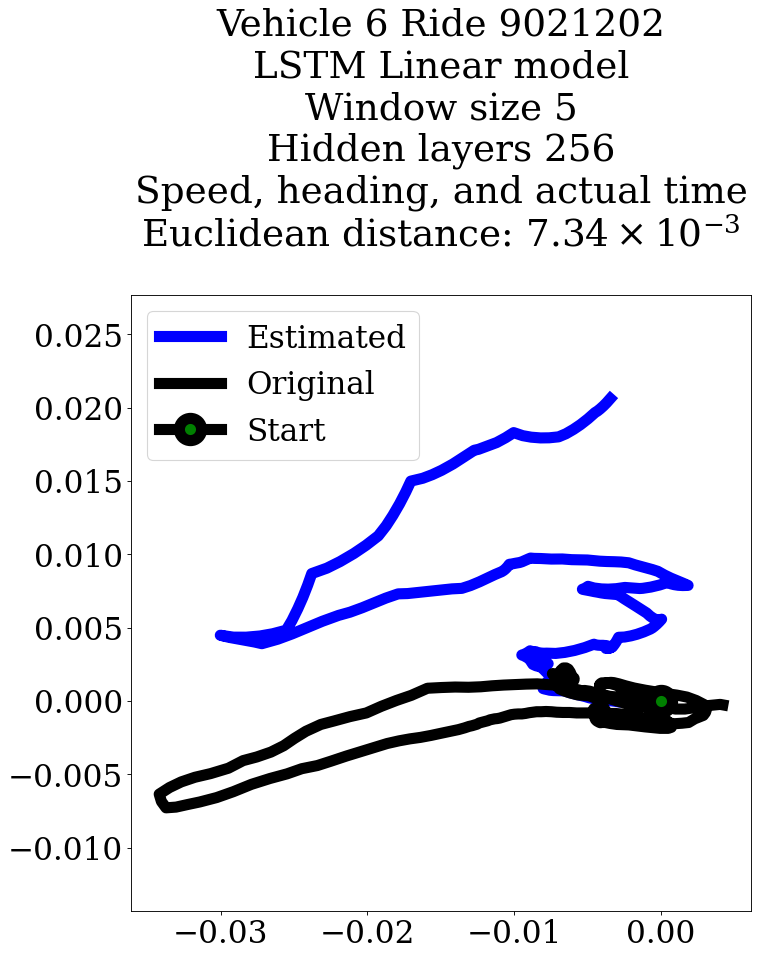 Vehicle 6 Ride 9021202
LSTM Linear model
Window size 5
Hidden layers 256
Speed, heading, and actual time
Euclidean distance: 7.34 × 10⁻³
Estimated
Original
Start
0.025
0.020
0.015
0.010
0.005
0.000
−0.005
−0.010
−0.03 −0.02 −0.01 0.00